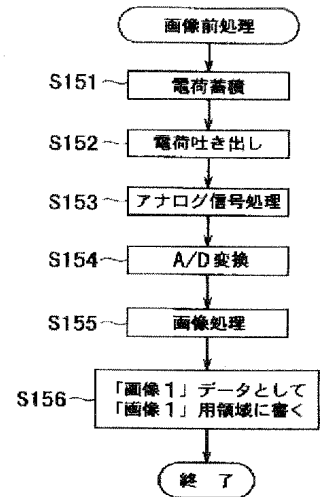 画像前処理
S151
電荷蓄積
S152
電荷吐き出し
S153
アナログ信号処理
S154
A/D変換
S155
画像処理
S156
「画像1」データとして
「画像1」用領域に書く
終 了